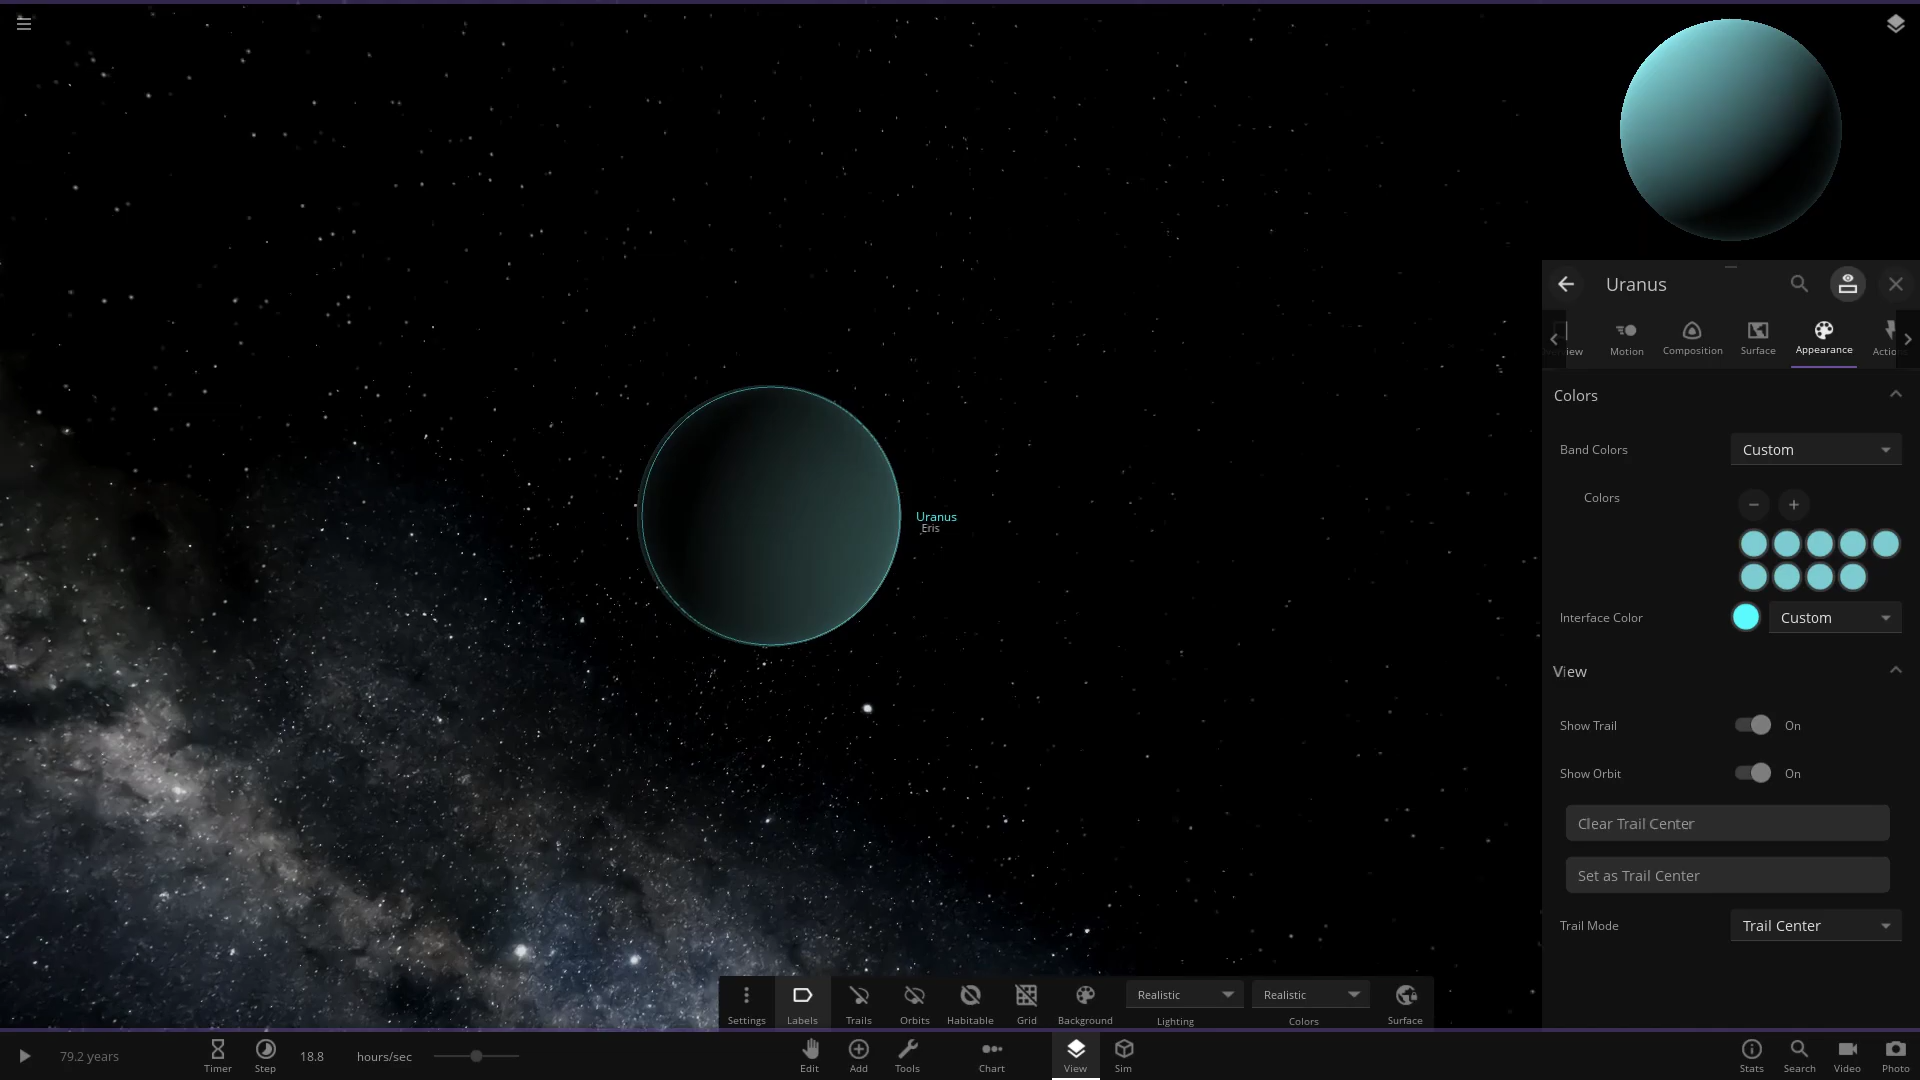 Uranus
Motion
Composition
Surface
Appearance
Colors
Band Colors
Custom
Colors
Uranus
Eris
Interface Color
Custom
View
Show Trail
On
Show Orbit
On
Clear Trail Center
Set as Trail Center
Trail Mode
Trail Center
Realistic
Realistic
Settings
Labels
Trails
Orbits
Habitable
Grid
Background
Lighting
Colors
Surface
79.2 years
Timer
Step
18.8
hours/sec
Edit
Add
Tools
Chart
View
Sim
Stats
Search
Video
Photo